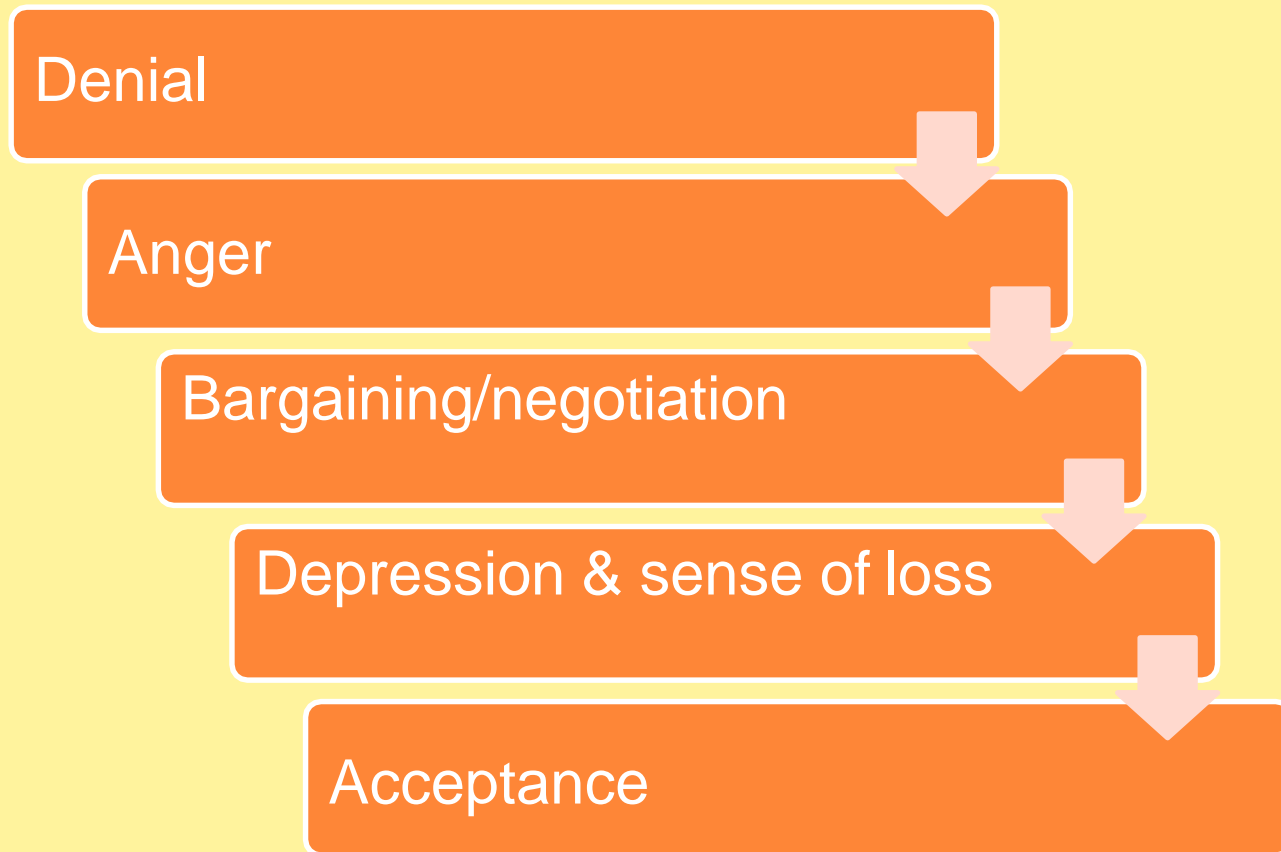 Denial
Anger
Bargaining/negotiation
Depression & sense of loss
Acceptance